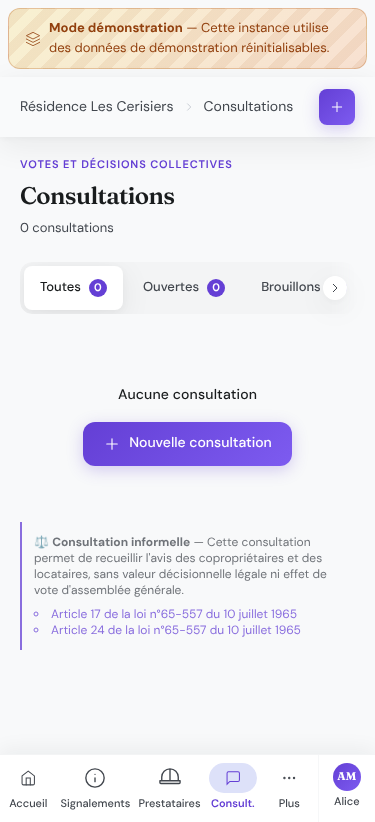 Mode démonstration — Cette instance utilise
des données de démonstration réinitialisables.
Résidence Les Cerisiers > Consultations
VOTES ET DÉCISIONS COLLECTIVES
Consultations
0 consultations
Toutes 0 Ouvertes 0 Brouillons
Aucune consultation
Nouvelle consultation
⚖️ Consultation informelle — Cette consultation
permet de recueillir l'avis des copropriétaires et des
locataires, sans valeur décisionnelle légale ni effet de
vote d'assemblée générale.
Article 17 de la loi n°65-557 du 10 juillet 1965
Article 24 de la loi n°65-557 du 10 juillet 1965
AM
Accueil Signalements Prestataires Consult. Plus Alice